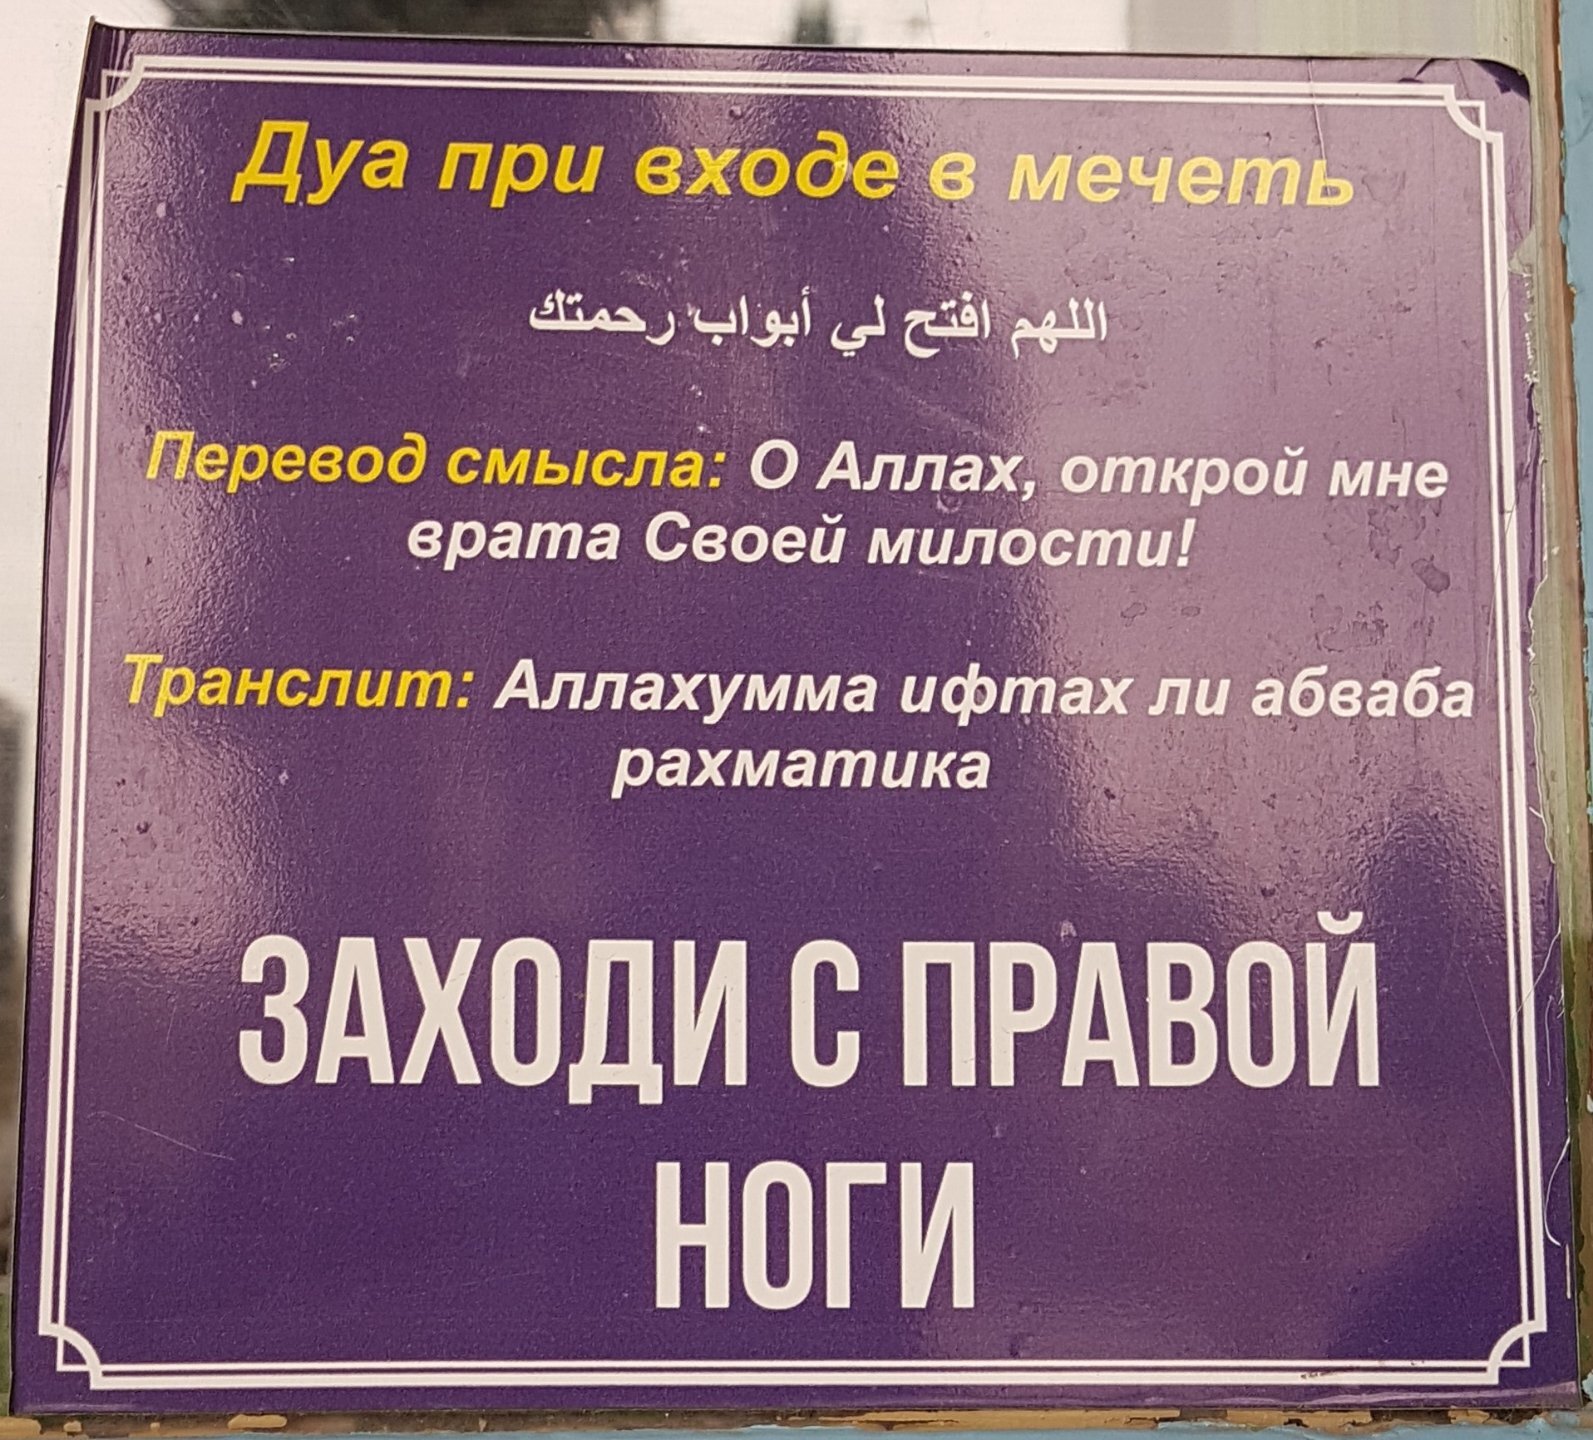 Дуа при входе в мечеть
اللهم افتح لي أبواب رحمتك
Перевод смысла: О Аллах, открой мне
врата Своей милости!
Транслит: Аллахумма ифтах ли абваба
рахматика
ЗАХОДИ С ПРАВОЙ
НОГИ